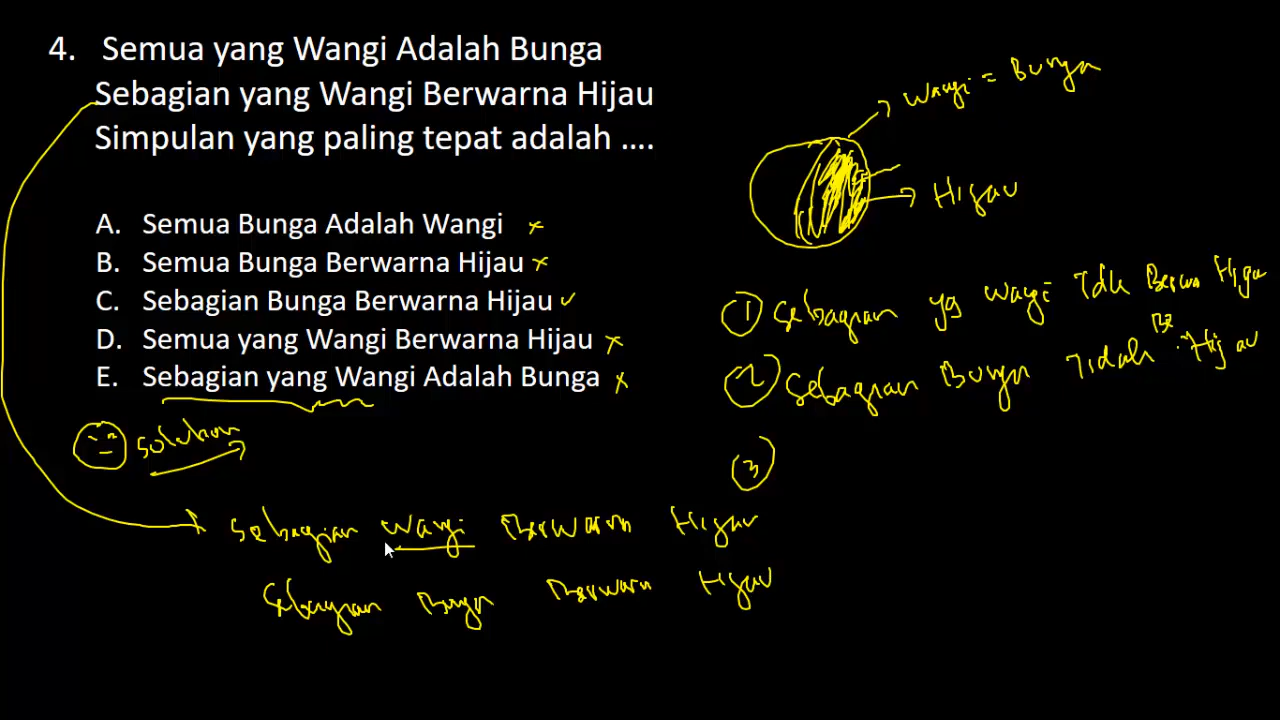 4. Semua yang Wangi Adalah Bunga
Sebagian yang Wangi Berwarna Hijau
Simpulan yang paling tepat adalah ....
A. Semua Bunga Adalah Wangi ×
B. Semua Bunga Berwarna Hijau ×
C. Sebagian Bunga Berwarna Hijau ✓
D. Semua yang Wangi Berwarna Hijau ×
E. Sebagian yang Wangi Adalah Bunga ×
Wangi = Bunga
Hijau
① Sebagian yg Wangi Tdk
② Sebagian Bunga Tidak Hijau
③
Sebagian Wangi Berwarna Hijau
Sebagian Bunga Berwarna Hijau